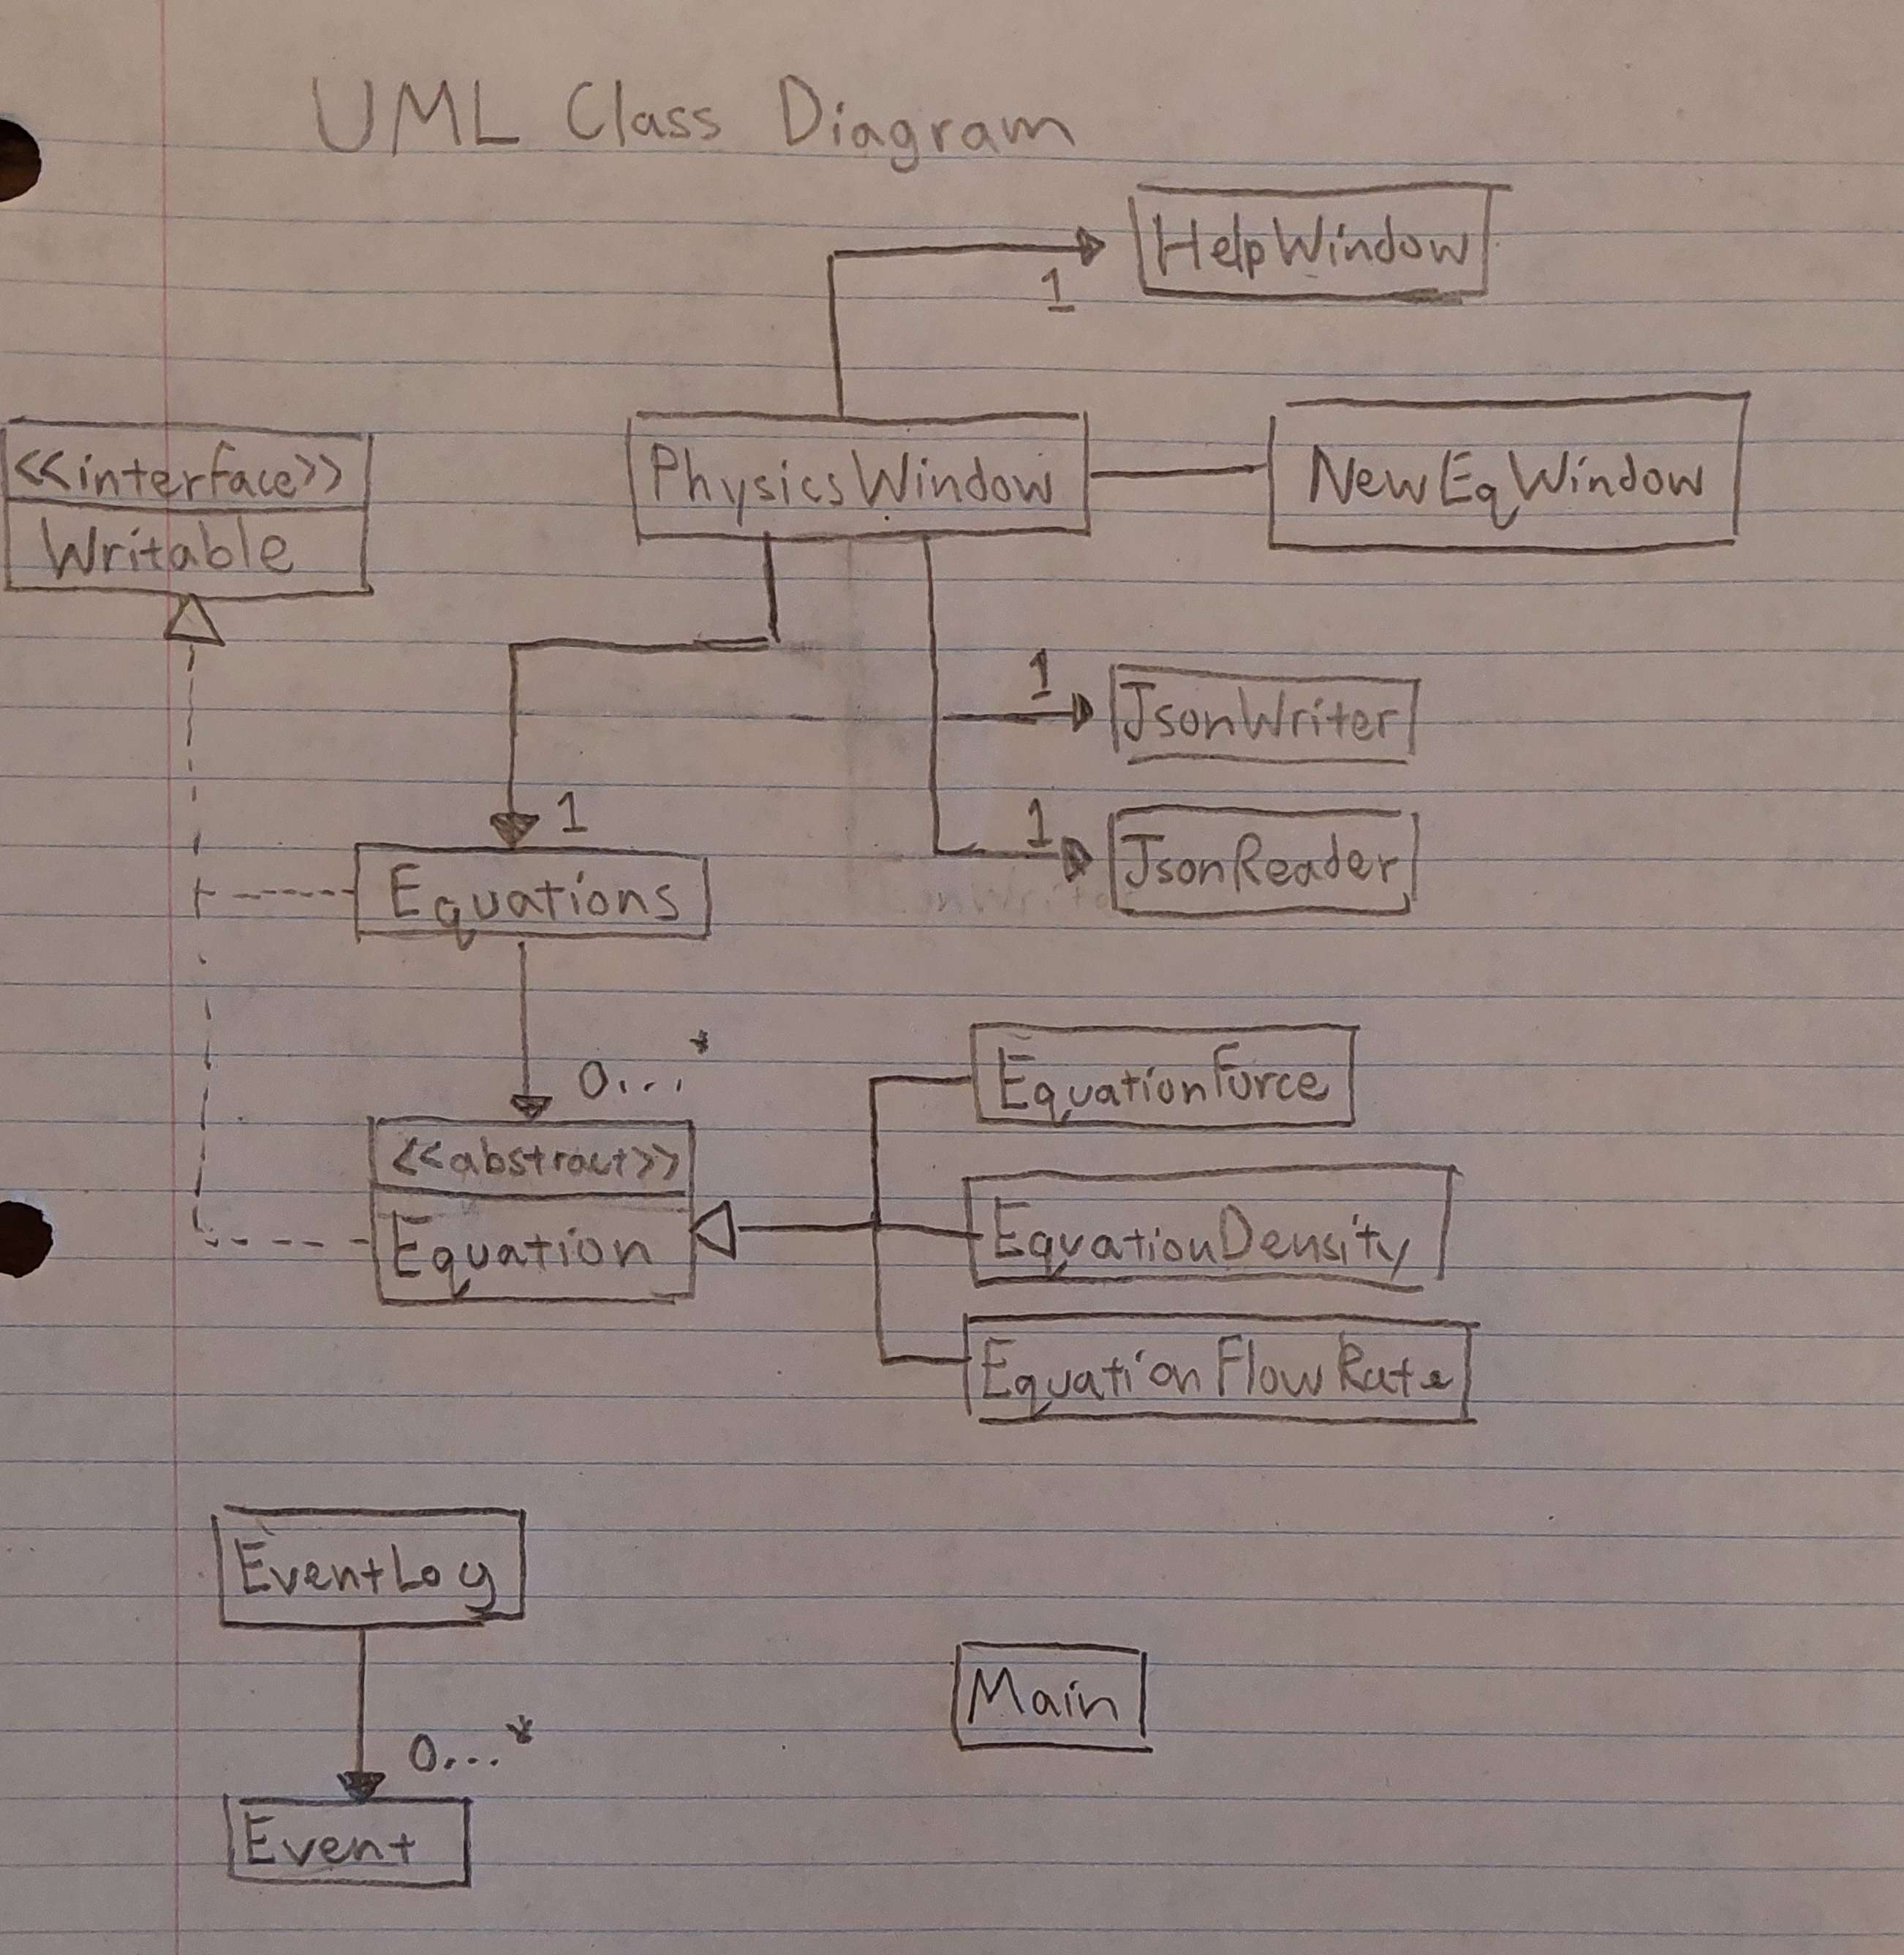 UML Class Diagram
HelpWindow
1
<<interface>>
Writable
PhysicsWindow
NewEqWindow
1
JsonWriter
1
1
JsonReader
Equations
0...*
<<abstract>>
Equation
EquationForce
EquationDensity
EquationFlowRate
EventLog
0...*
Event
Main